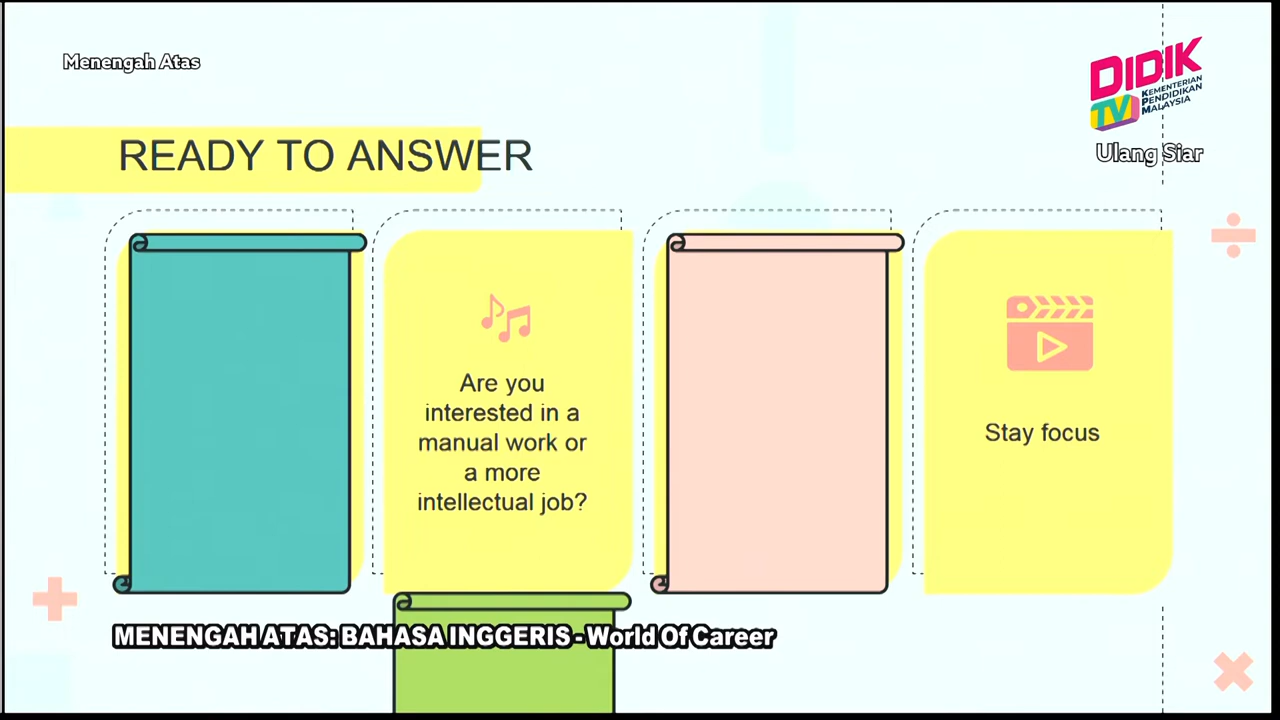 Menengah Atas
DIDIK
TV
KEMENTERIAN
PENDIDIKAN
MALAYSIA
Ulang Siar
READY TO ANSWER
Are you
interested in a
manual work or
a more
intellectual job?
Stay focus
MENENGAH ATAS: BAHASA INGGERIS - World Of Career